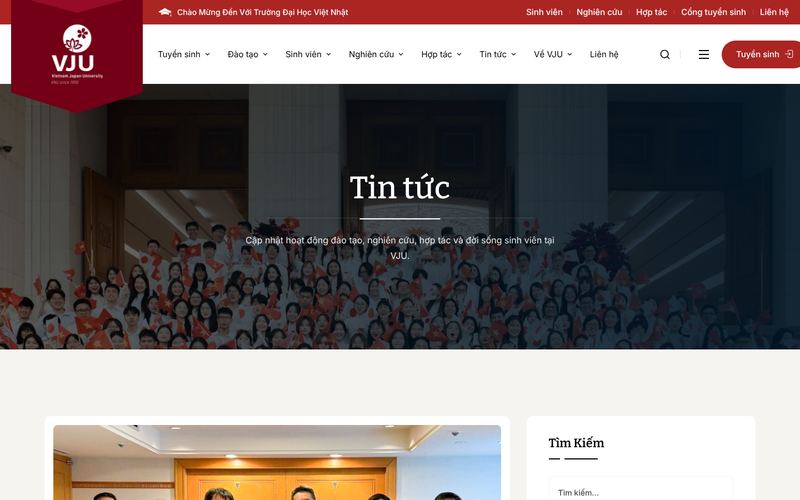 Chào Mừng Đến Với Trường Đại Học Việt Nhật
Sinh viên
Nghiên cứu
Hợp tác
Cổng tuyển sinh
Liên hệ
VJU
Vietnam Japan University
Tuyển sinh
Đào tạo
Sinh viên
Nghiên cứu
Hợp tác
Tin tức
Về VJU
Liên hệ
Tuyển sinh
Tin tức
Cập nhật hoạt động đào tạo, nghiên cứu, hợp tác và đời sống sinh viên tại
VJU.
Tìm Kiếm
Tìm kiếm...